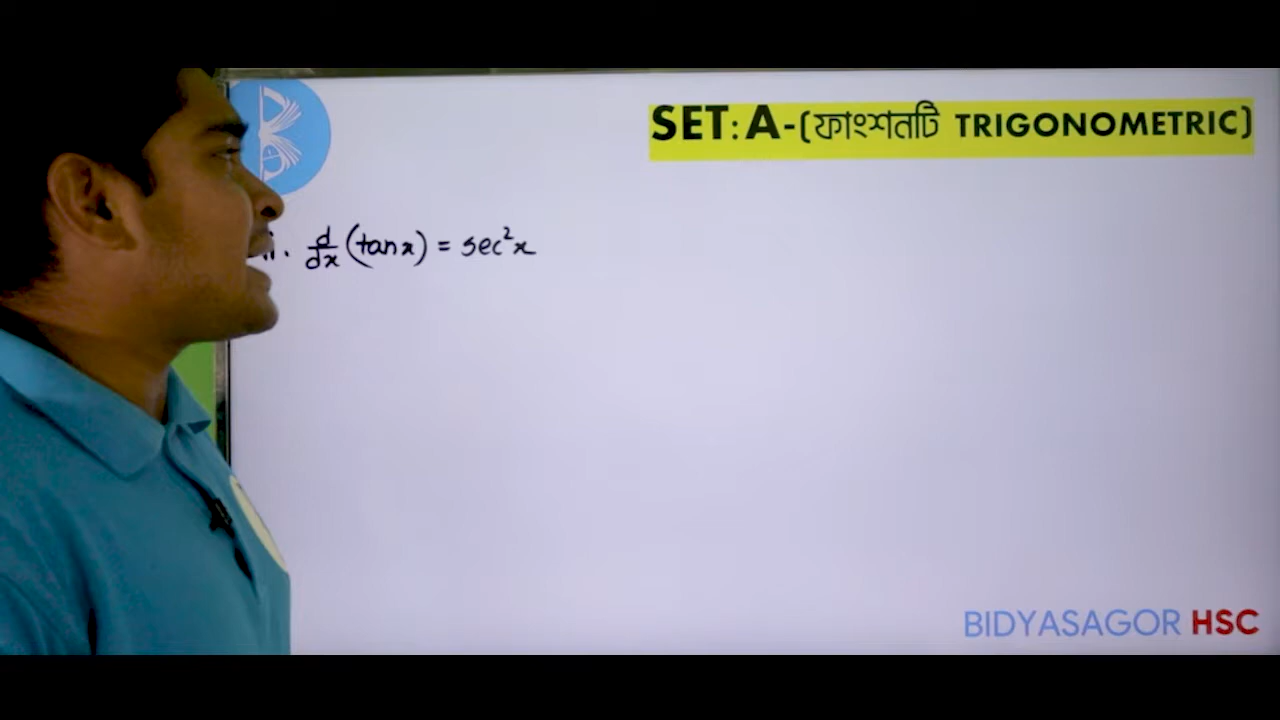 SET: A-(ফাংশনটি TRIGONOMETRIC)
d/dx (tan x) = sec²x
BIDYASAGOR HSC